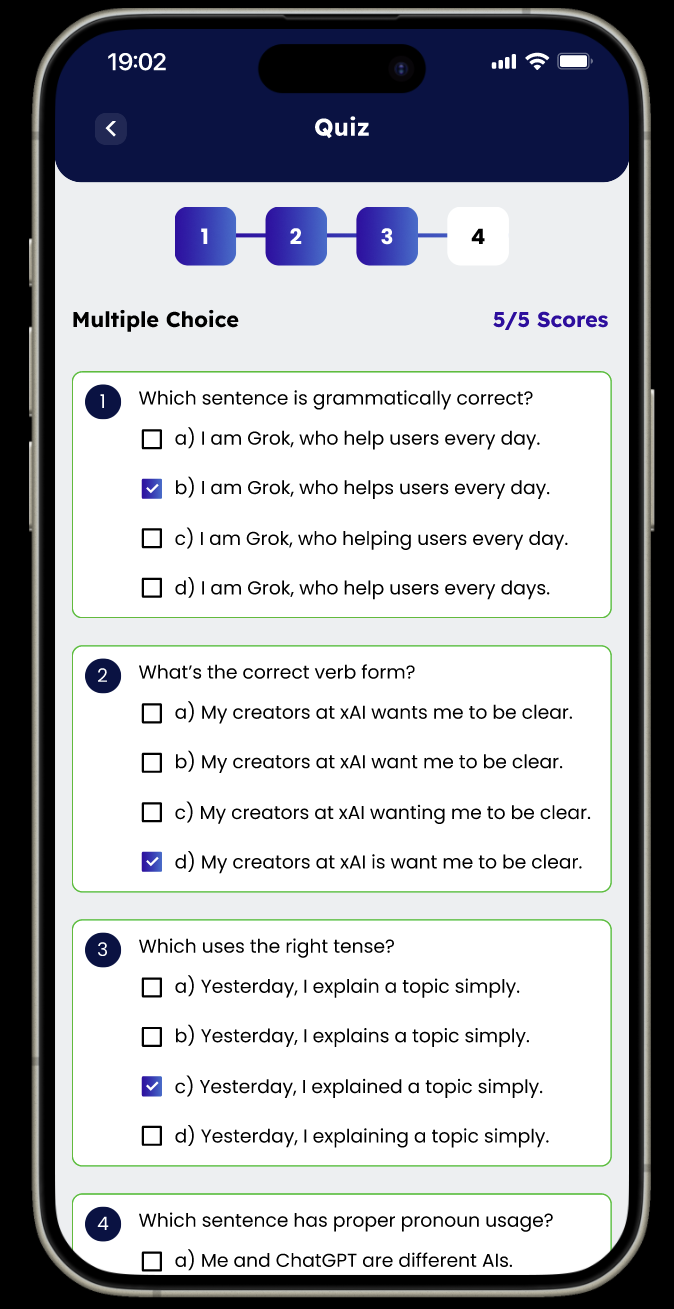 19:02
Quiz
1 2 3 4
Multiple Choice 5/5 Scores
1 Which sentence is grammatically correct?
a) I am Grok, who help users every day.
b) I am Grok, who helps users every day.
c) I am Grok, who helping users every day.
d) I am Grok, who help users every days.
2 What's the correct verb form?
a) My creators at xAI wants me to be clear.
b) My creators at xAI want me to be clear.
c) My creators at xAI wanting me to be clear.
d) My creators at xAI is want me to be clear.
3 Which uses the right tense?
a) Yesterday, I explain a topic simply.
b) Yesterday, I explains a topic simply.
c) Yesterday, I explained a topic simply.
d) Yesterday, I explaining a topic simply.
4 Which sentence has proper pronoun usage?
a) Me and ChatGPT are different AIs.